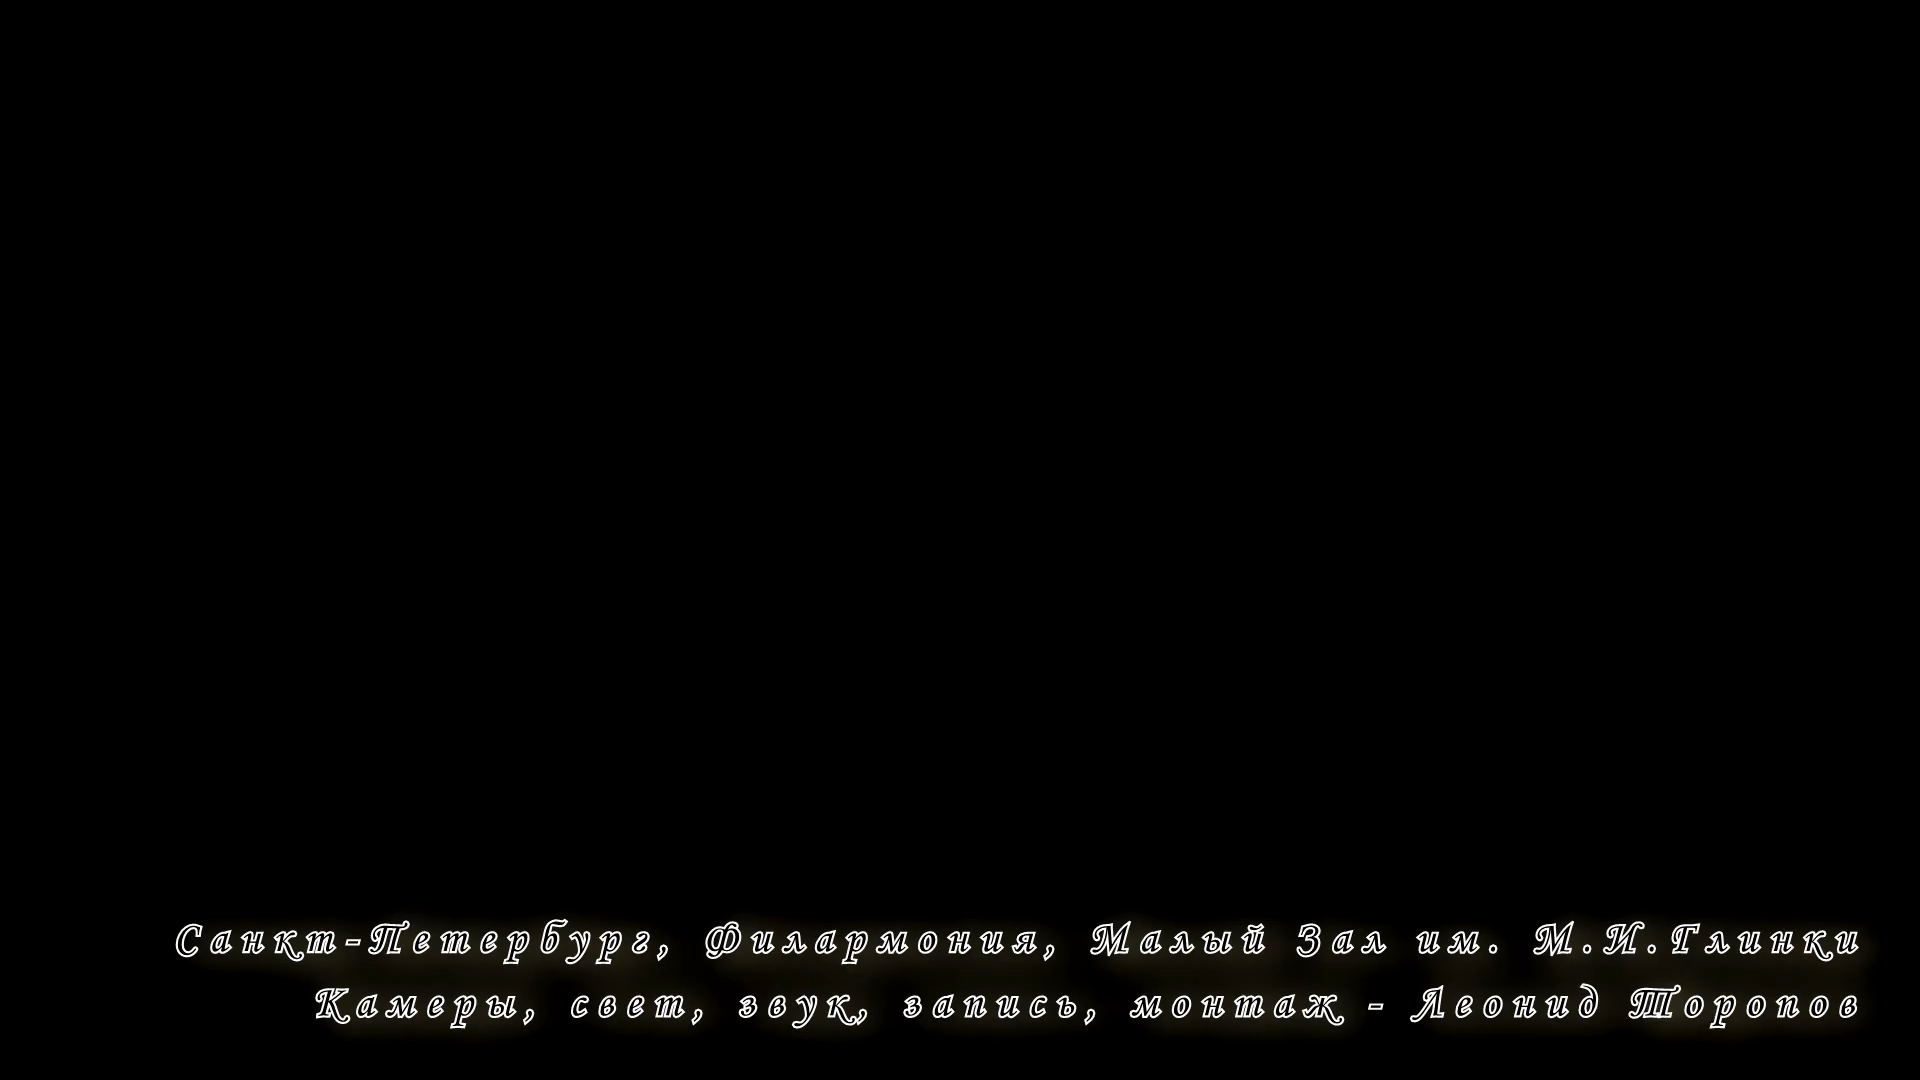 Санкт-Петербург, Филармония, Малый Зал им. М.И.Глинки
Камеры, свет, звук, запись, монтаж - Леонид Торопов